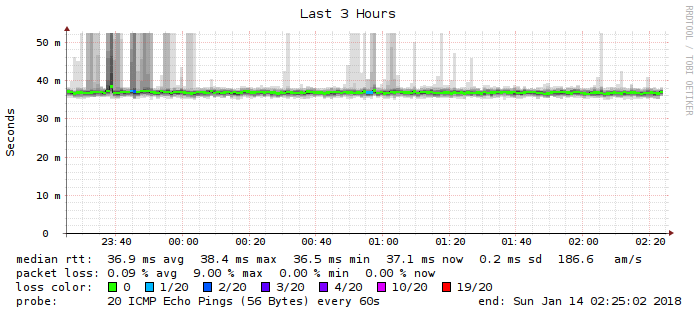 Last 3 Hours
RRDTOOL / TOBI OETIKER
Seconds
50 m
40 m
30 m
20 m
10 m
0
23:40 00:00 00:20 00:40 01:00 01:20 01:40 02:00 02:20
median rtt: 36.9 ms avg 38.4 ms max 36.5 ms min 37.1 ms now 0.2 ms sd 186.6 am/s
packet loss: 0.09 % avg 9.00 % max 0.00 % min 0.00 % now
loss color: 0 1/20 2/20 3/20 4/20 10/20 19/20
probe: 20 ICMP Echo Pings (56 Bytes) every 60s end: Sun Jan 14 02:25:02 2018